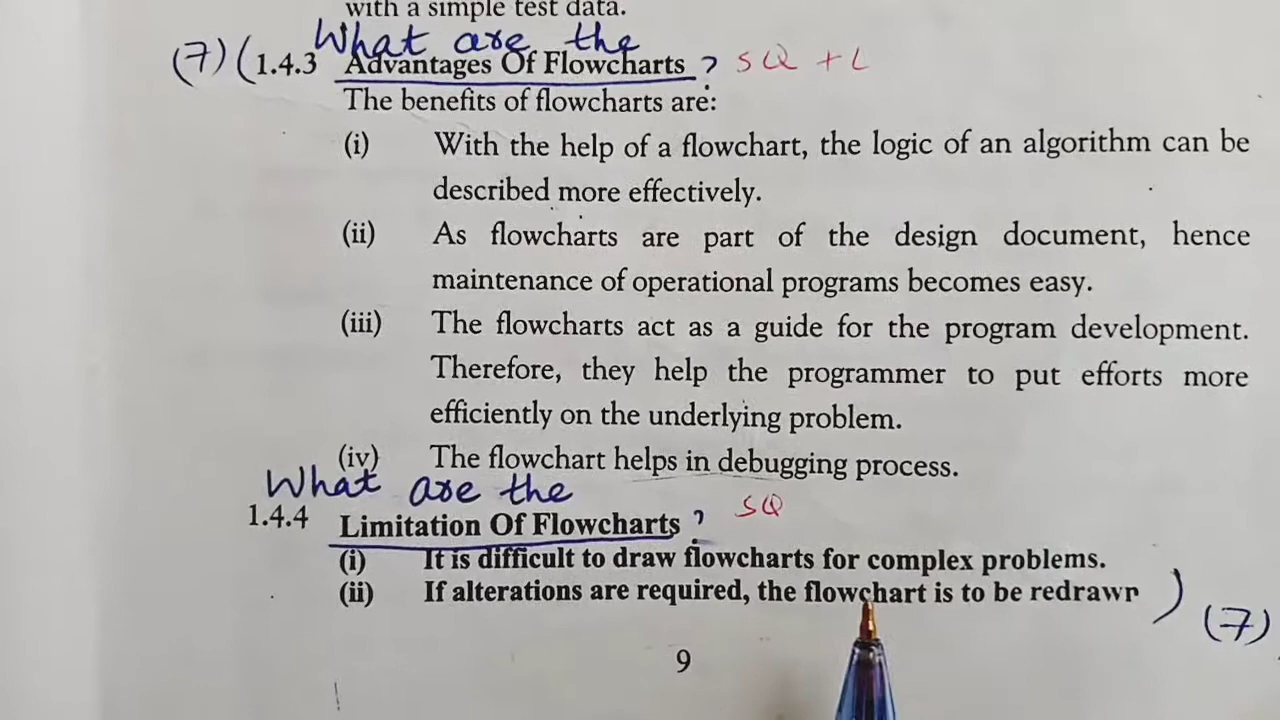 with a simple test data.
What are the
(7) (1.4.3 Advantages Of Flowcharts ? SQ + L
The benefits of flowcharts are:
(i) With the help of a flowchart, the logic of an algorithm can be
described more effectively.
(ii) As flowcharts are part of the design document, hence
maintenance of operational programs becomes easy.
(iii) The flowcharts act as a guide for the program development.
Therefore, they help the programmer to put efforts more
efficiently on the underlying problem.
(iv) The flowchart helps in debugging process.
What are the
1.4.4 Limitation Of Flowcharts ? SQ
(i) It is difficult to draw flowcharts for complex problems.
(ii) If alterations are required, the flowchart is to be redrawn )
(7)
9